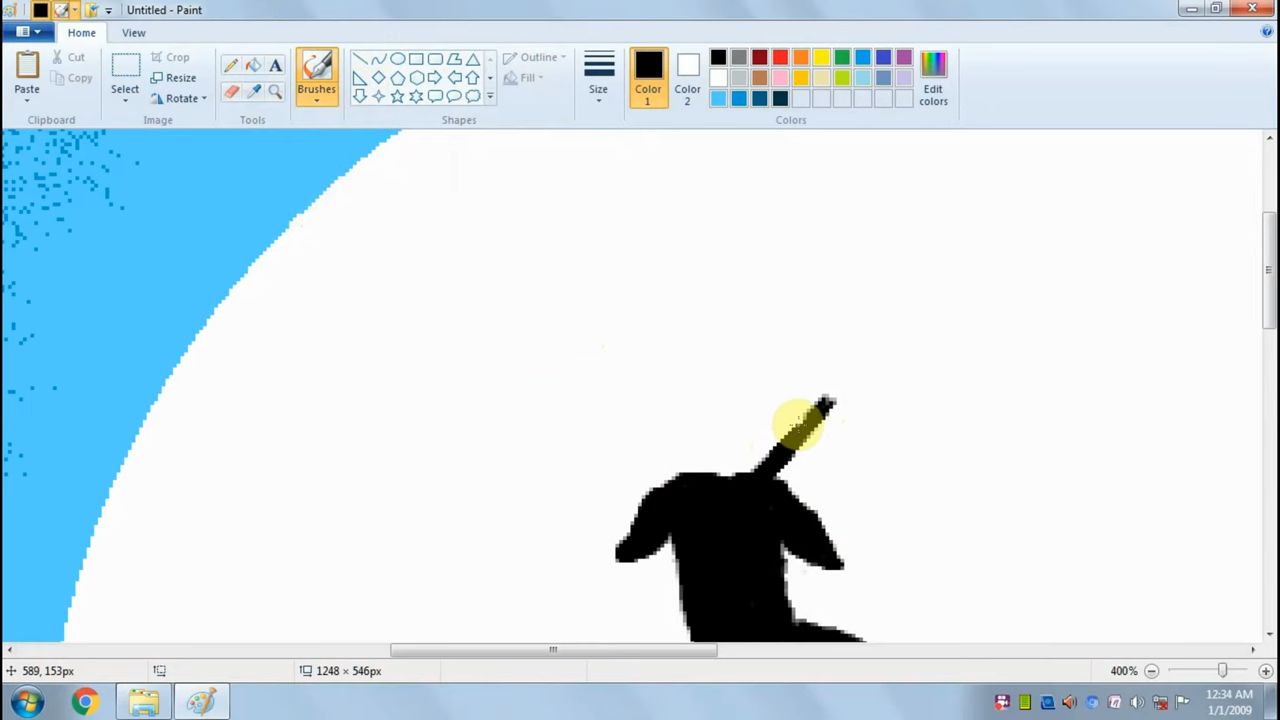 Untitled - Paint
Home View
Paste
Cut
Copy
Clipboard
Select
Crop
Resize
Rotate
Image
A
Tools
Brushes
Outline
Fill
Shapes
Size
Color 1
Color 2
Edit colors
Colors
589, 153px
1248 × 546px
400%
12:34 AM
1/1/2009